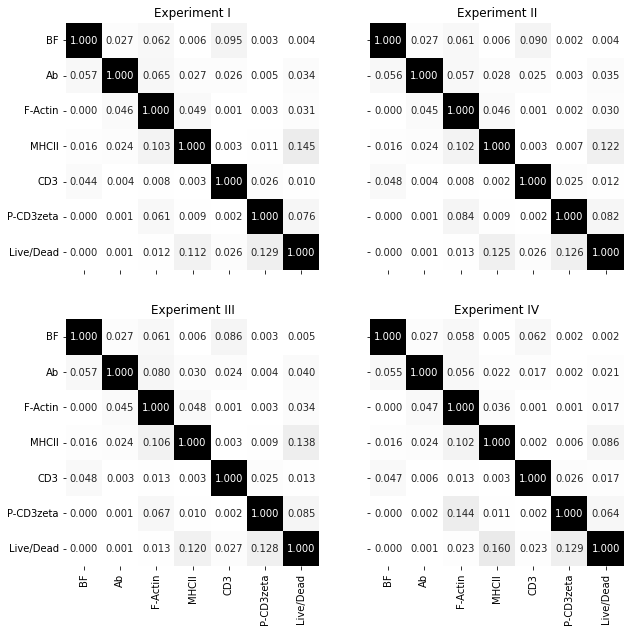 Experiment I
BF 1.000 0.027 0.062 0.006 0.095 0.003 0.004
Ab 0.057 1.000 0.065 0.027 0.026 0.005 0.034
F-Actin 0.000 0.046 1.000 0.049 0.001 0.003 0.031
MHCII 0.016 0.024 0.103 1.000 0.003 0.011 0.145
CD3 0.044 0.004 0.008 0.003 1.000 0.026 0.010
P-CD3zeta 0.000 0.001 0.061 0.009 0.002 1.000 0.076
Live/Dead 0.000 0.001 0.012 0.112 0.026 0.129 1.000
Experiment II
1.000 0.027 0.061 0.006 0.090 0.002 0.004
0.056 1.000 0.057 0.028 0.025 0.003 0.035
0.000 0.045 1.000 0.046 0.001 0.002 0.030
0.016 0.024 0.102 1.000 0.003 0.007 0.122
0.048 0.004 0.008 0.002 1.000 0.025 0.012
0.000 0.001 0.084 0.009 0.002 1.000 0.082
0.000 0.001 0.013 0.125 0.026 0.126 1.000
Experiment III
BF 1.000 0.027 0.061 0.006 0.086 0.003 0.005
Ab 0.057 1.000 0.080 0.030 0.024 0.004 0.040
F-Actin 0.000 0.045 1.000 0.048 0.001 0.003 0.034
MHCII 0.016 0.024 0.106 1.000 0.003 0.009 0.138
CD3 0.048 0.003 0.013 0.003 1.000 0.025 0.013
P-CD3zeta 0.000 0.001 0.067 0.010 0.002 1.000 0.085
Live/Dead 0.000 0.001 0.013 0.120 0.027 0.128 1.000
BF Ab F-Actin MHCII CD3 P-CD3zeta Live/Dead
Experiment IV
1.000 0.027 0.058 0.005 0.062 0.002 0.002
0.055 1.000 0.056 0.022 0.017 0.002 0.021
0.000 0.047 1.000 0.036 0.001 0.001 0.017
0.016 0.024 0.102 1.000 0.002 0.006 0.086
0.047 0.006 0.013 0.003 1.000 0.026 0.017
0.000 0.002 0.144 0.011 0.002 1.000 0.064
0.000 0.001 0.023 0.160 0.023 0.129 1.000
BF Ab F-Actin MHCII CD3 P-CD3zeta Live/Dead